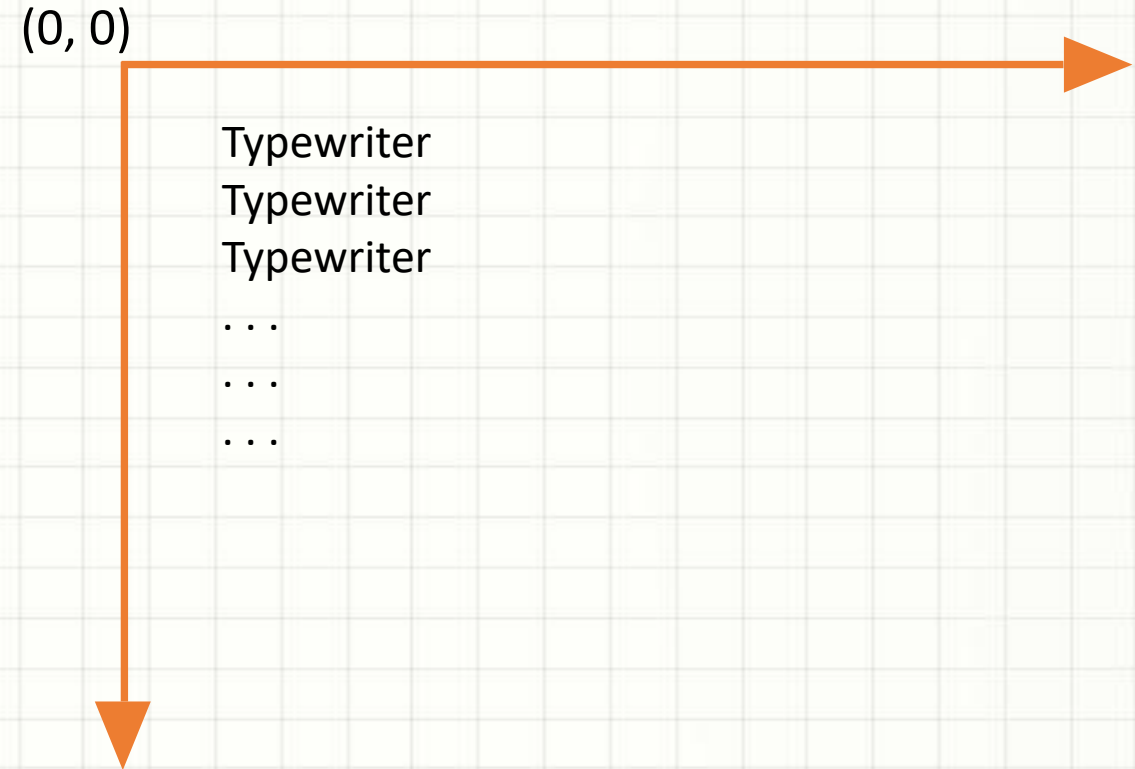 (0, 0)
Typewriter
Typewriter
Typewriter
. . .
. . .
. . .